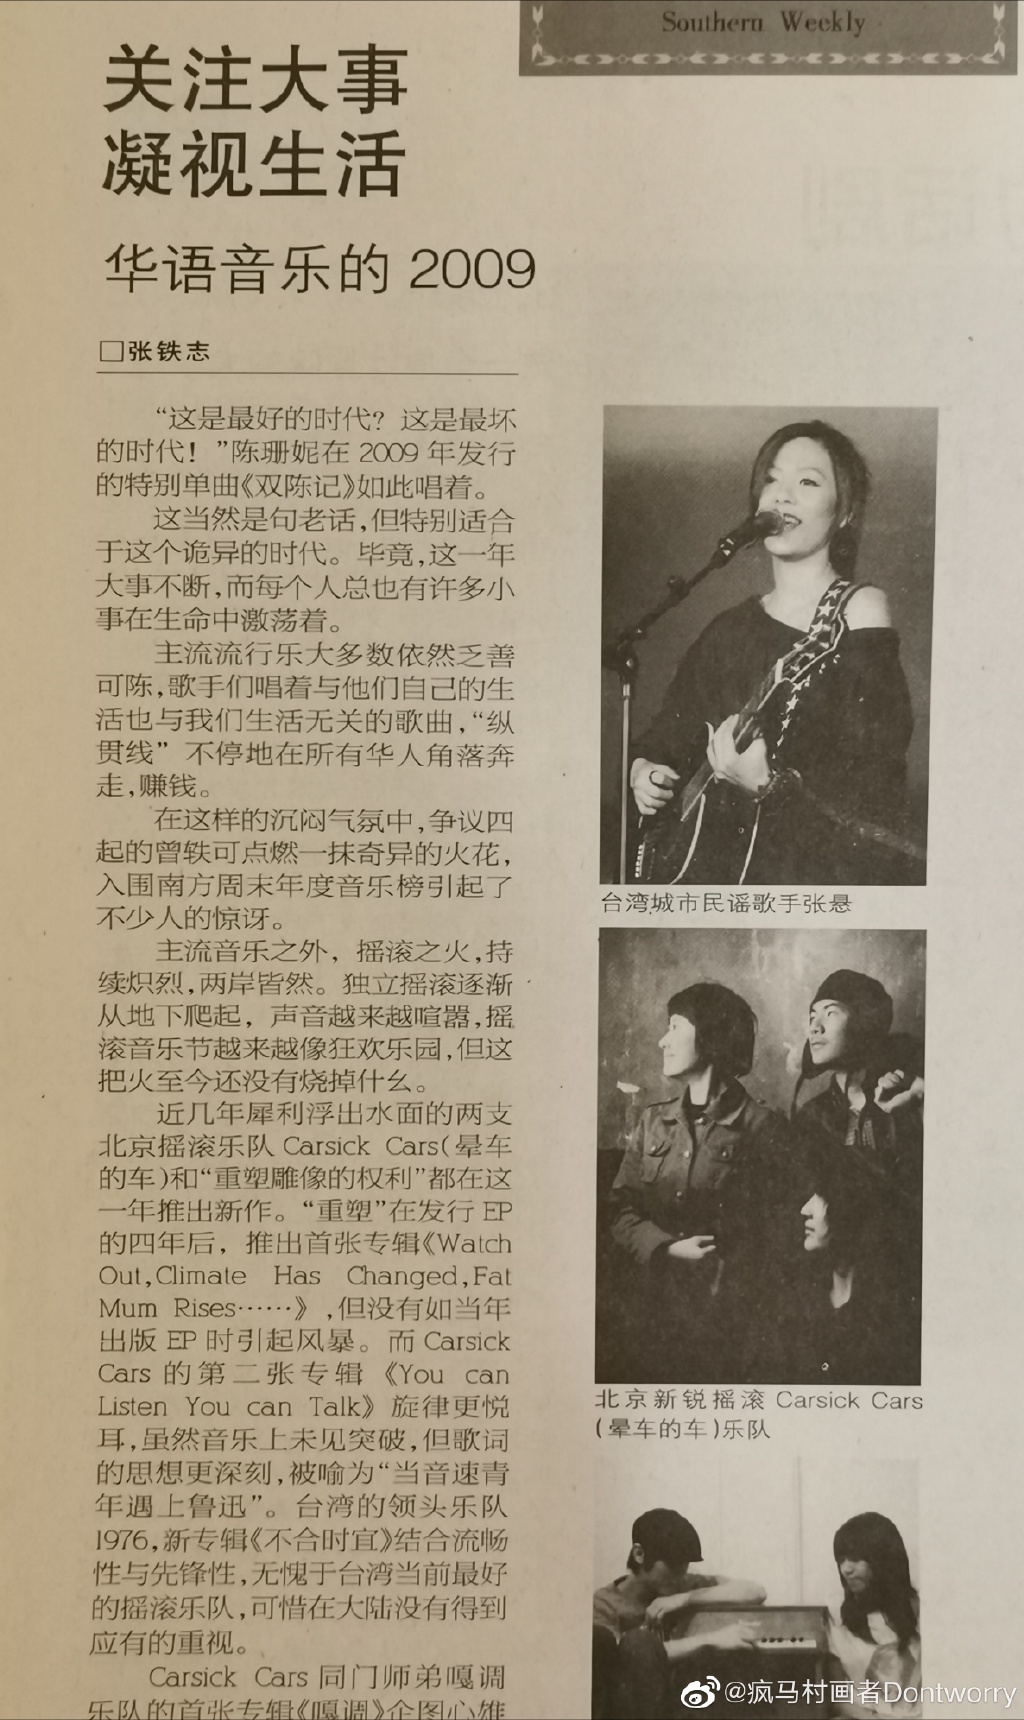 Southern Weekly
关注大事
凝视生活
华语音乐的 2009
□张铁志
“这是最好的时代？这是最坏
的时代！”陈珊妮在 2009 年发行
的特别单曲《双陈记》如此唱着。
这当然是句老话，但特别适合
于这个诡异的时代。毕竟，这一年
大事不断，而每个人总也有许多小
事在生命中激荡着。
主流流行乐大多数依然乏善
可陈，歌手们唱着与他们自己的生
活也与我们生活无关的歌曲，“纵
贯线” 不停地在所有华人角落奔
走，赚钱。
在这样的沉闷气氛中，争议四
起的曾轶可点燃一抹奇异的火花，
入围南方周末年度音乐榜引起了
不少人的惊讶。
主流音乐之外，摇滚之火，持
续炽烈，两岸皆然。独立摇滚逐渐
从地下爬起，声音越来越喧嚣，摇
滚音乐节越来越像狂欢乐园，但这
把火至今还没有烧掉什么。
近几年犀利浮出水面的两支
北京摇滚乐队 Carsick Cars（晕车
的车）和“重塑雕像的权利”都在这
一年推出新作。“重塑”在发行 EP
的四年后，推出首张专辑《Watch
Out,Climate Has Changed,Fat
Mum Rises……》，但没有如当年
出版 EP 时引起风暴。而 Carsick
Cars 的第二张专辑《You can
Listen You can Talk》旋律更悦
耳，虽然音乐上未见突破，但歌词
的思想更深刻，被喻为“当音速青
年遇上鲁迅”。台湾的领头乐队
1976，新专辑《不合时宜》结合流畅
性与先锋性，无愧于台湾当前最好
的摇滚乐队，可惜在大陆没有得到
应有的重视。
Carsick Cars 同门师弟嘎调
乐队的首张专辑《嘎调》企图心雄
台湾城市民谣歌手张悬
北京新锐摇滚 Carsick Cars
（晕车的车）乐队
@疯马村画者Dontworry